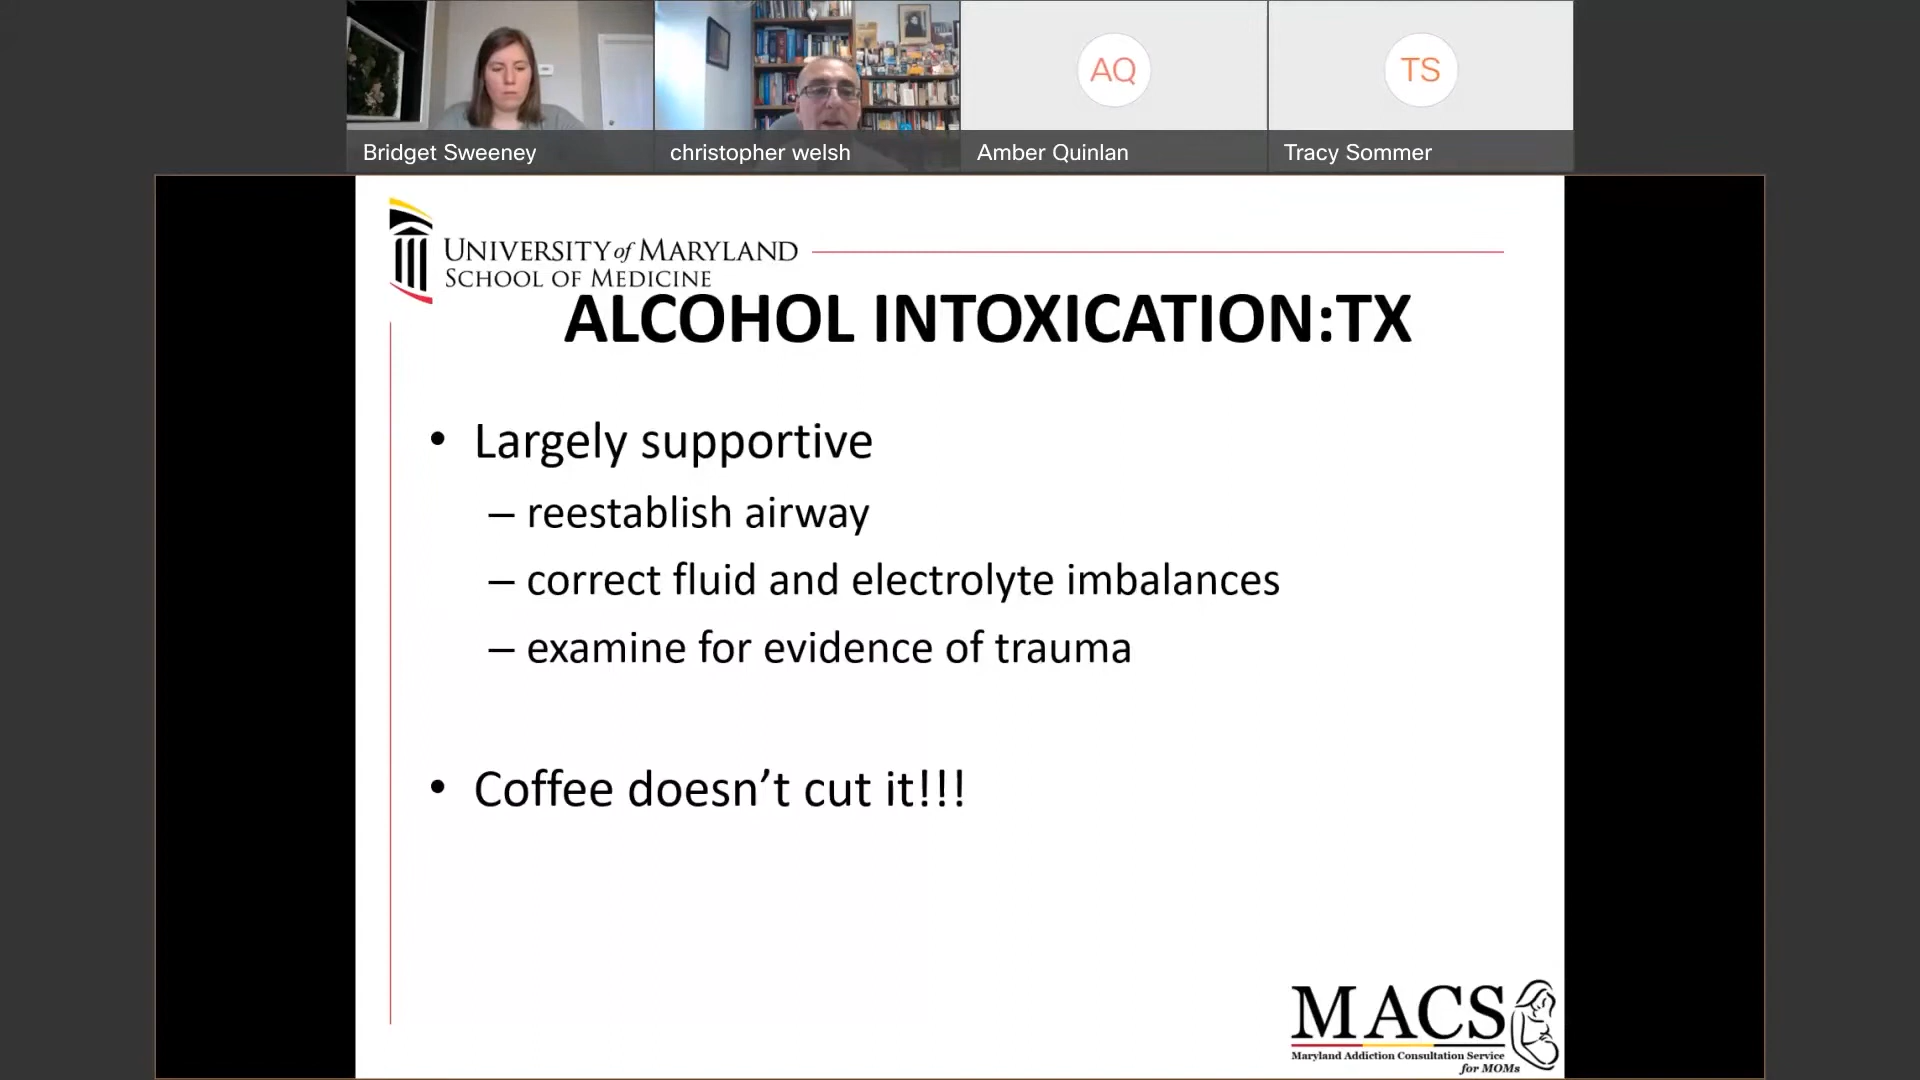 Bridget Sweeney
christopher welsh
AQ
Amber Quinlan
TS
Tracy Sommer
UNIVERSITY of MARYLAND
SCHOOL OF MEDICINE
ALCOHOL INTOXICATION:TX
• Largely supportive
– reestablish airway
– correct fluid and electrolyte imbalances
– examine for evidence of trauma
• Coffee doesn’t cut it!!!
MACS
Maryland Addiction Consultation Service
for MOMs